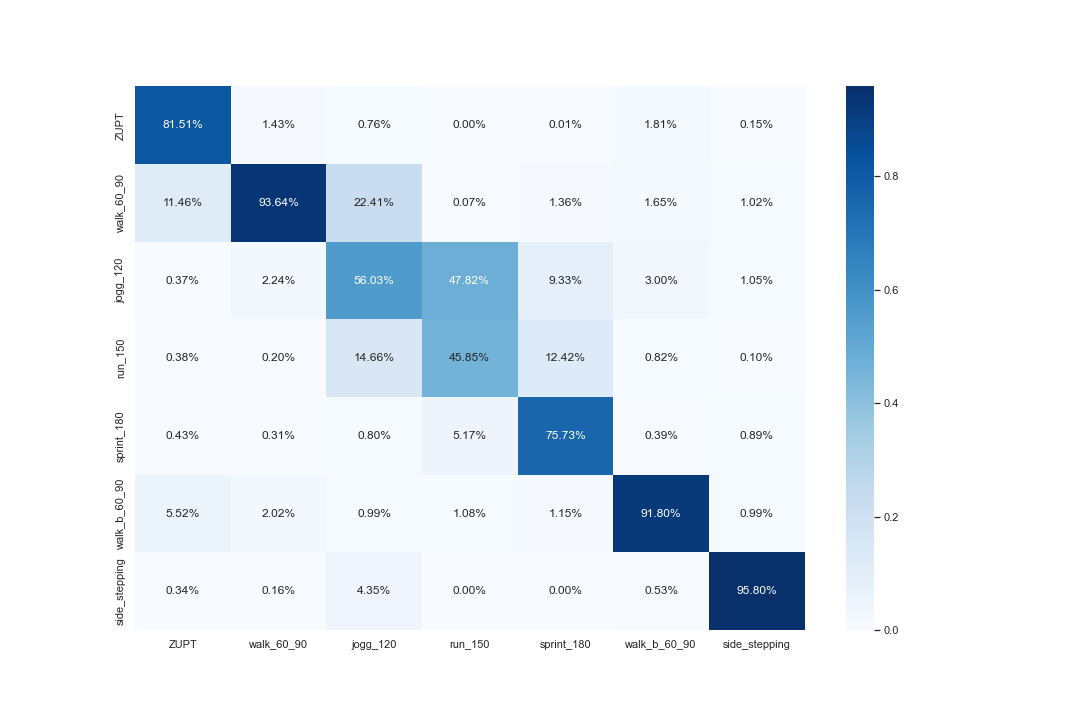 ZUPT 81.51% 1.43% 0.76% 0.00% 0.01% 1.81% 0.15%
walk_60_90 11.46% 93.64% 22.41% 0.07% 1.36% 1.65% 1.02%
jogg_120 0.37% 2.24% 56.03% 47.82% 9.33% 3.00% 1.05%
run_150 0.38% 0.20% 14.66% 45.85% 12.42% 0.82% 0.10%
sprint_180 0.43% 0.31% 0.80% 5.17% 75.73% 0.39% 0.89%
walk_b_60_90 5.52% 2.02% 0.99% 1.08% 1.15% 91.80% 0.99%
side_stepping 0.34% 0.16% 4.35% 0.00% 0.00% 0.53% 95.80%
ZUPT walk_60_90 jogg_120 run_150 sprint_180 walk_b_60_90 side_stepping
0.8
0.6
0.4
0.2
0.0